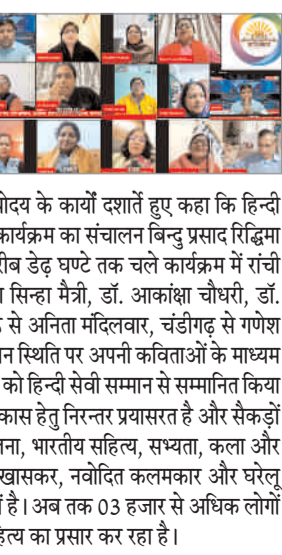 योदय के कार्यों दर्शाते हुए कहा कि हिन्दी
कार्यक्रम का संचालन बिन्दु प्रसाद रिद्धिमा
रीब डेढ़ घण्टे तक चले कार्यक्रम में रांची
सिन्हा मैत्री, डॉ. आकांक्षा चौधरी, डॉ.
से अनिता मंदिलवार, चंडीगढ़ से गणेश
न स्थिति पर अपनी कविताओं के माध्यम
को हिन्दी सेवी सम्मान से सम्मानित किया
कास हेतु निरन्तर प्रयासरत है और सैकड़ों
ना, भारतीय सहित्य, सभ्यता, कला और
खासकर, नवोदित कलमकार और घरेलू
है। अब तक 03 हजार से अधिक लोगों
हित्य का प्रसार कर रहा है।